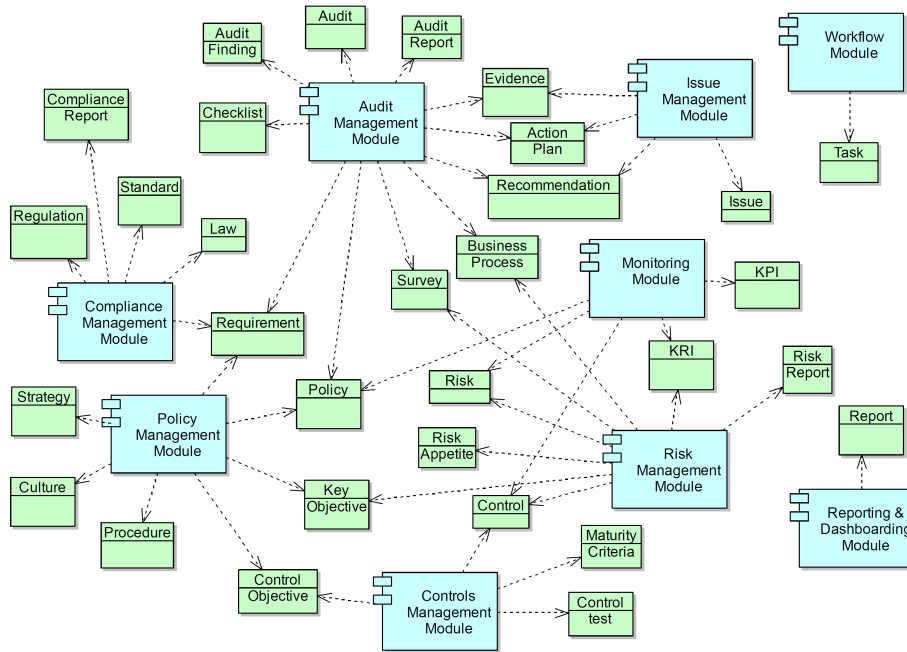 Audit
Audit
Finding
Audit
Report
Workflow
Module
Compliance
Report
Checklist
Audit
Management
Module
Evidence
Action
Plan
Issue
Management
Module
Task
Standard
Recommendation
Issue
Regulation
Law
Business
Process
Survey
Monitoring
Module
KPI
Compliance
Management
Module
Requirement
KRI
Risk
Report
Strategy
Policy
Management
Module
Policy
Risk
Report
Risk
Appetite
Risk
Management
Module
Culture
Key
Objective
Control
Reporting &
Dashboarding
Module
Procedure
Maturity
Criteria
Control
Objective
Controls
Management
Module
Control
test